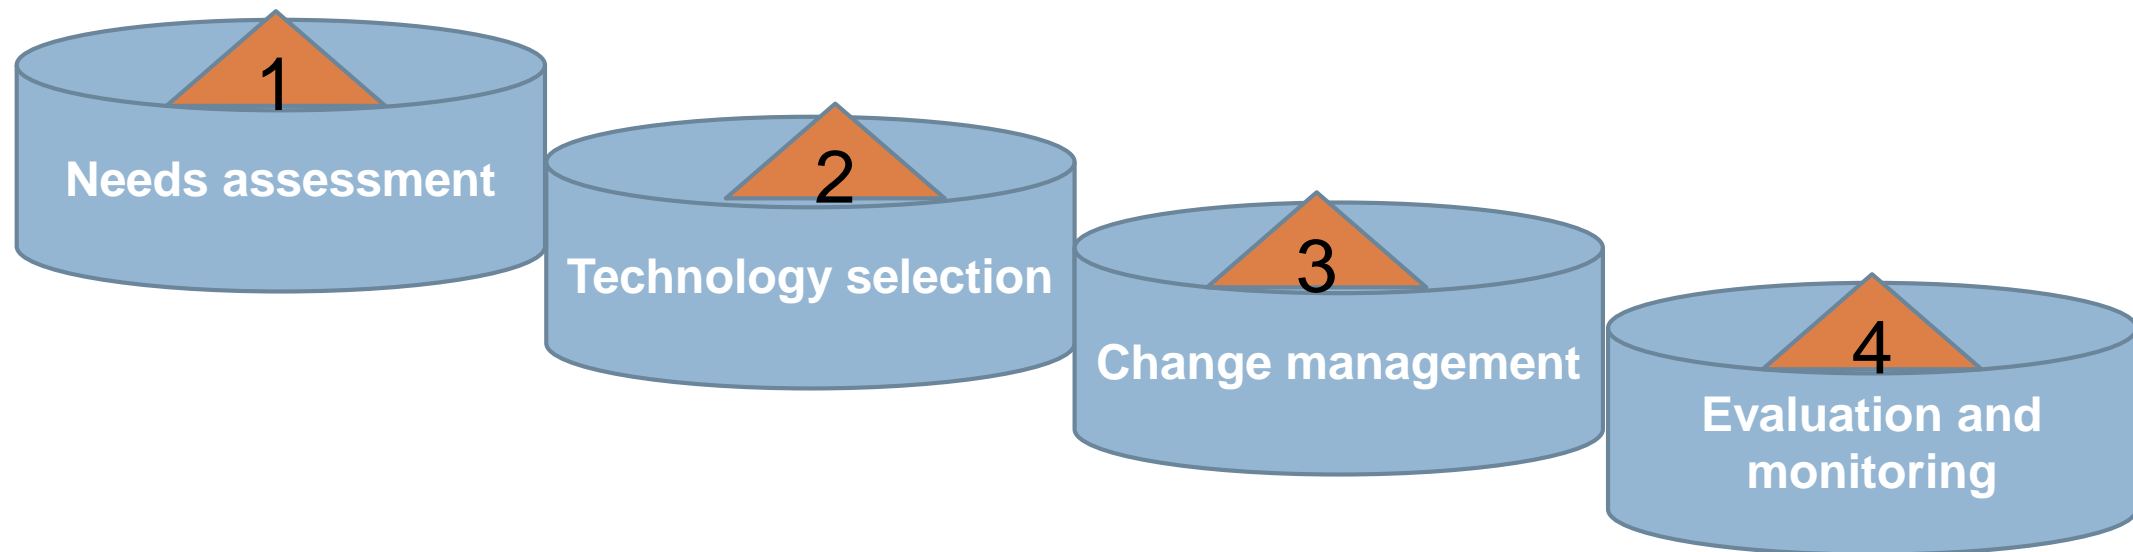 1
Needs assessment
2
Technology selection
3
Change management
4
Evaluation and
monitoring